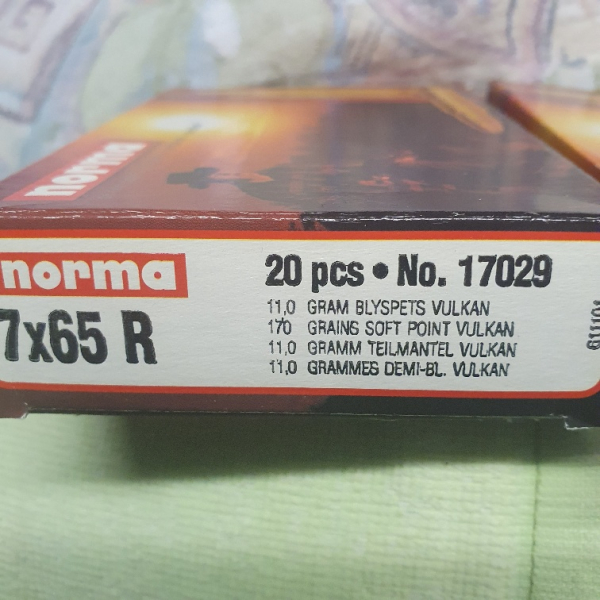 norma
norma
20 pcs • No. 17029
7x65 R
11,0 GRAM BLYSPETS VULKAN
170 GRAINS SOFT POINT VULKAN
11,0 GRAMM TEILMANTEL VULKAN
11,0 GRAMMES DEMI-BL. VULKAN